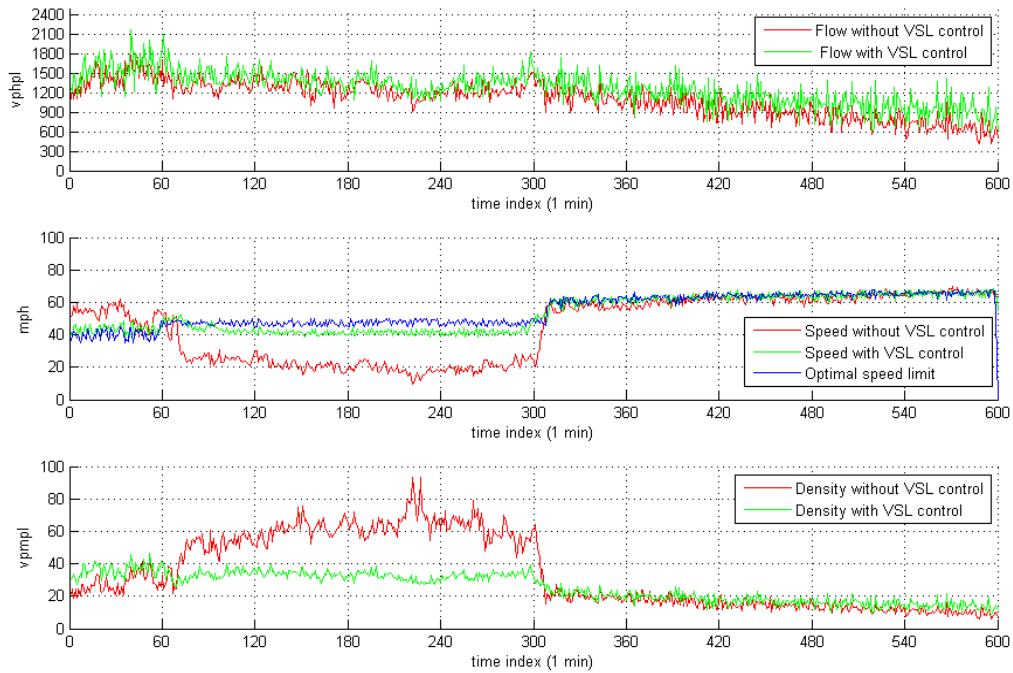 2400
2100
1800
1500
1200
900
600
300
0
vphpl
Flow without VSL control
Flow with VSL control
0 60 120 180 240 300 360 420 480 540 600
time index (1 min)
100
80
60
40
20
0
mph
Speed without VSL control
Speed with VSL control
Optimal speed limit
0 60 120 180 240 300 360 420 480 540 600
time index (1 min)
100
80
60
40
20
0
vpmpl
Density without VSL control
Density with VSL control
0 60 120 180 240 300 360 420 480 540 600
time index (1 min)